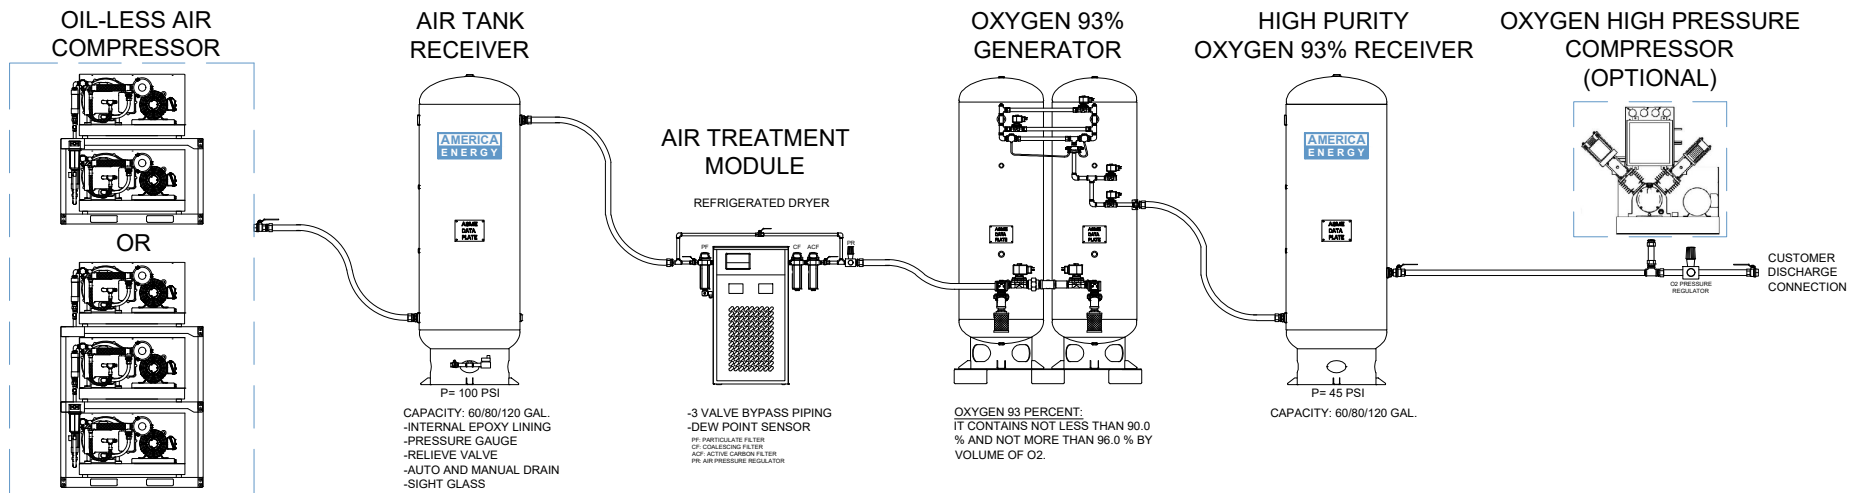 OIL-LESS AIR
COMPRESSOR
OR
AIR TANK
RECEIVER
AMERICA
ENERGY
ASME
DATA
PLATE
P= 100 PSI
CAPACITY: 60/80/120 GAL.
-INTERNAL EPOXY LINING
-PRESSURE GAUGE
-RELIEVE VALVE
-AUTO AND MANUAL DRAIN
-SIGHT GLASS
AIR TREATMENT
MODULE
REFRIGERATED DRYER
PF
CF
ACF
PR
-3 VALVE BYPASS PIPING
-DEW POINT SENSOR
PF: PARTICULATE FILTER
CF: COALESCING FILTER
ACF: ACTIVE CARBON FILTER
PR: AIR PRESSURE REGULATOR
OXYGEN 93%
GENERATOR
ASME
DATA
PLATE
ASME
DATA
PLATE
OXYGEN 93 PERCENT:
IT CONTAINS NOT LESS THAN 90.0
% AND NOT MORE THAN 96.0 % BY
VOLUME OF O2.
HIGH PURITY
OXYGEN 93% RECEIVER
AMERICA
ENERGY
ASME
DATA
PLATE
P= 45 PSI
CAPACITY: 60/80/120 GAL.
OXYGEN HIGH PRESSURE
COMPRESSOR
(OPTIONAL)
O2 PRESSURE
REGULATOR
CUSTOMER
DISCHARGE
CONNECTION